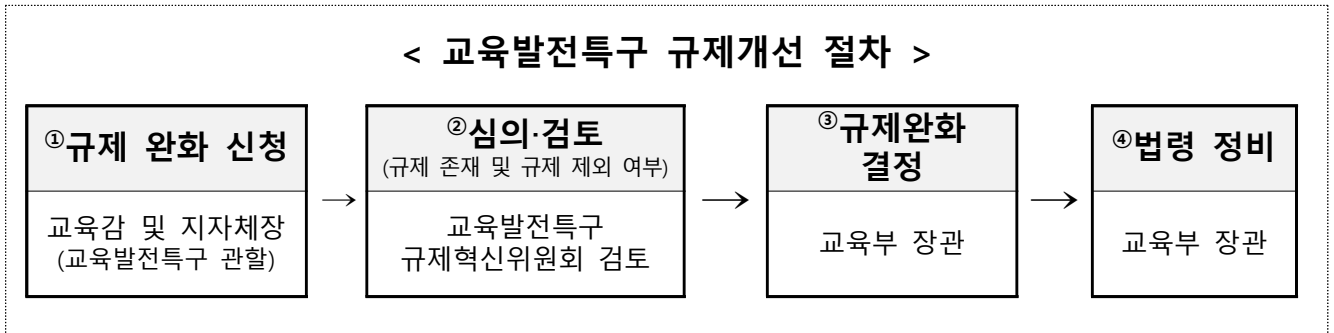 < 교육발전특구 규제개선 절차 >
①규제 완화 신청
교육감 및 지자체장
(교육발전특구 관할)
→
②심의·검토
(규제 존재 및 규제 제외 여부)
교육발전특구
규제혁신위원회 검토
→
③규제완화
결정
교육부 장관
→
④법령 정비
교육부 장관